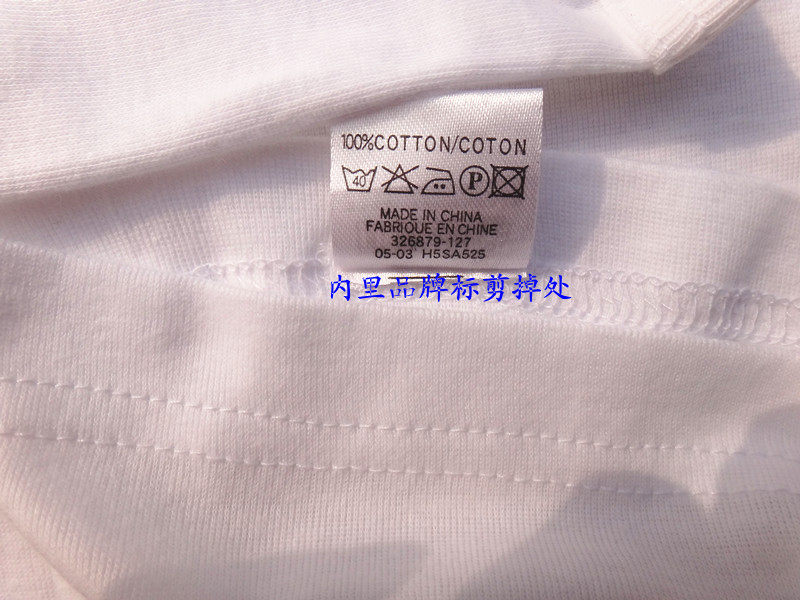 100%COTTON/COTON
40 P
MADE IN CHINA
FABRIQUE EN CHINE
326879-127
05-03 H5SA525
内里品牌标剪掉处